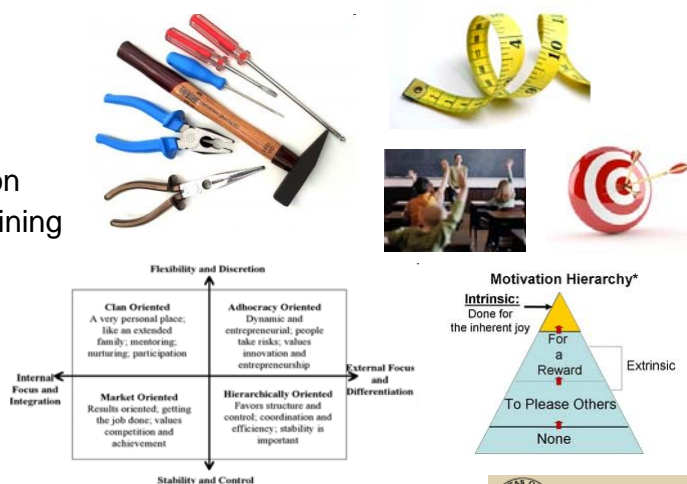 on
ining
Flexibility and Discretion
Clan Oriented
A very personal place;
like an extended
family; mentoring;
nurturing, participation
Adhocracy Oriented
Dynamic and
entrepreneurial; people
take risks; values
innovation and
entrepreneurship
Internal
Focus and
Integration
External Focus
and
Differentiation
Market Oriented
Results oriented; getting
the job done; values
competition and
achievement
Hierarchically Oriented
Favors structure and
control; coordination and
efficiency; stability is
important
Stability and Control
Motivation Hierarchy*
Intrinsic:
Done for
the inherent joy
For
a
Reward
Extrinsic
To Please Others
None
4
10